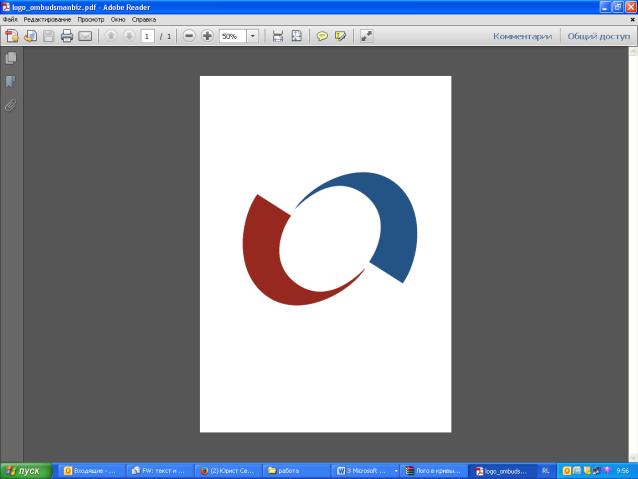 logo_ombudsmanbiz.pdf - Adobe Reader
Файл Редактирование Просмотр Окно Справка
1 / 1 50% Комментарии Общий доступ
пуск Входящие - ... FW: текст и ... (2) Юрист Се... работа 3 Microsoft ... Лого в кривы... logo_ombuds... RL 9:56